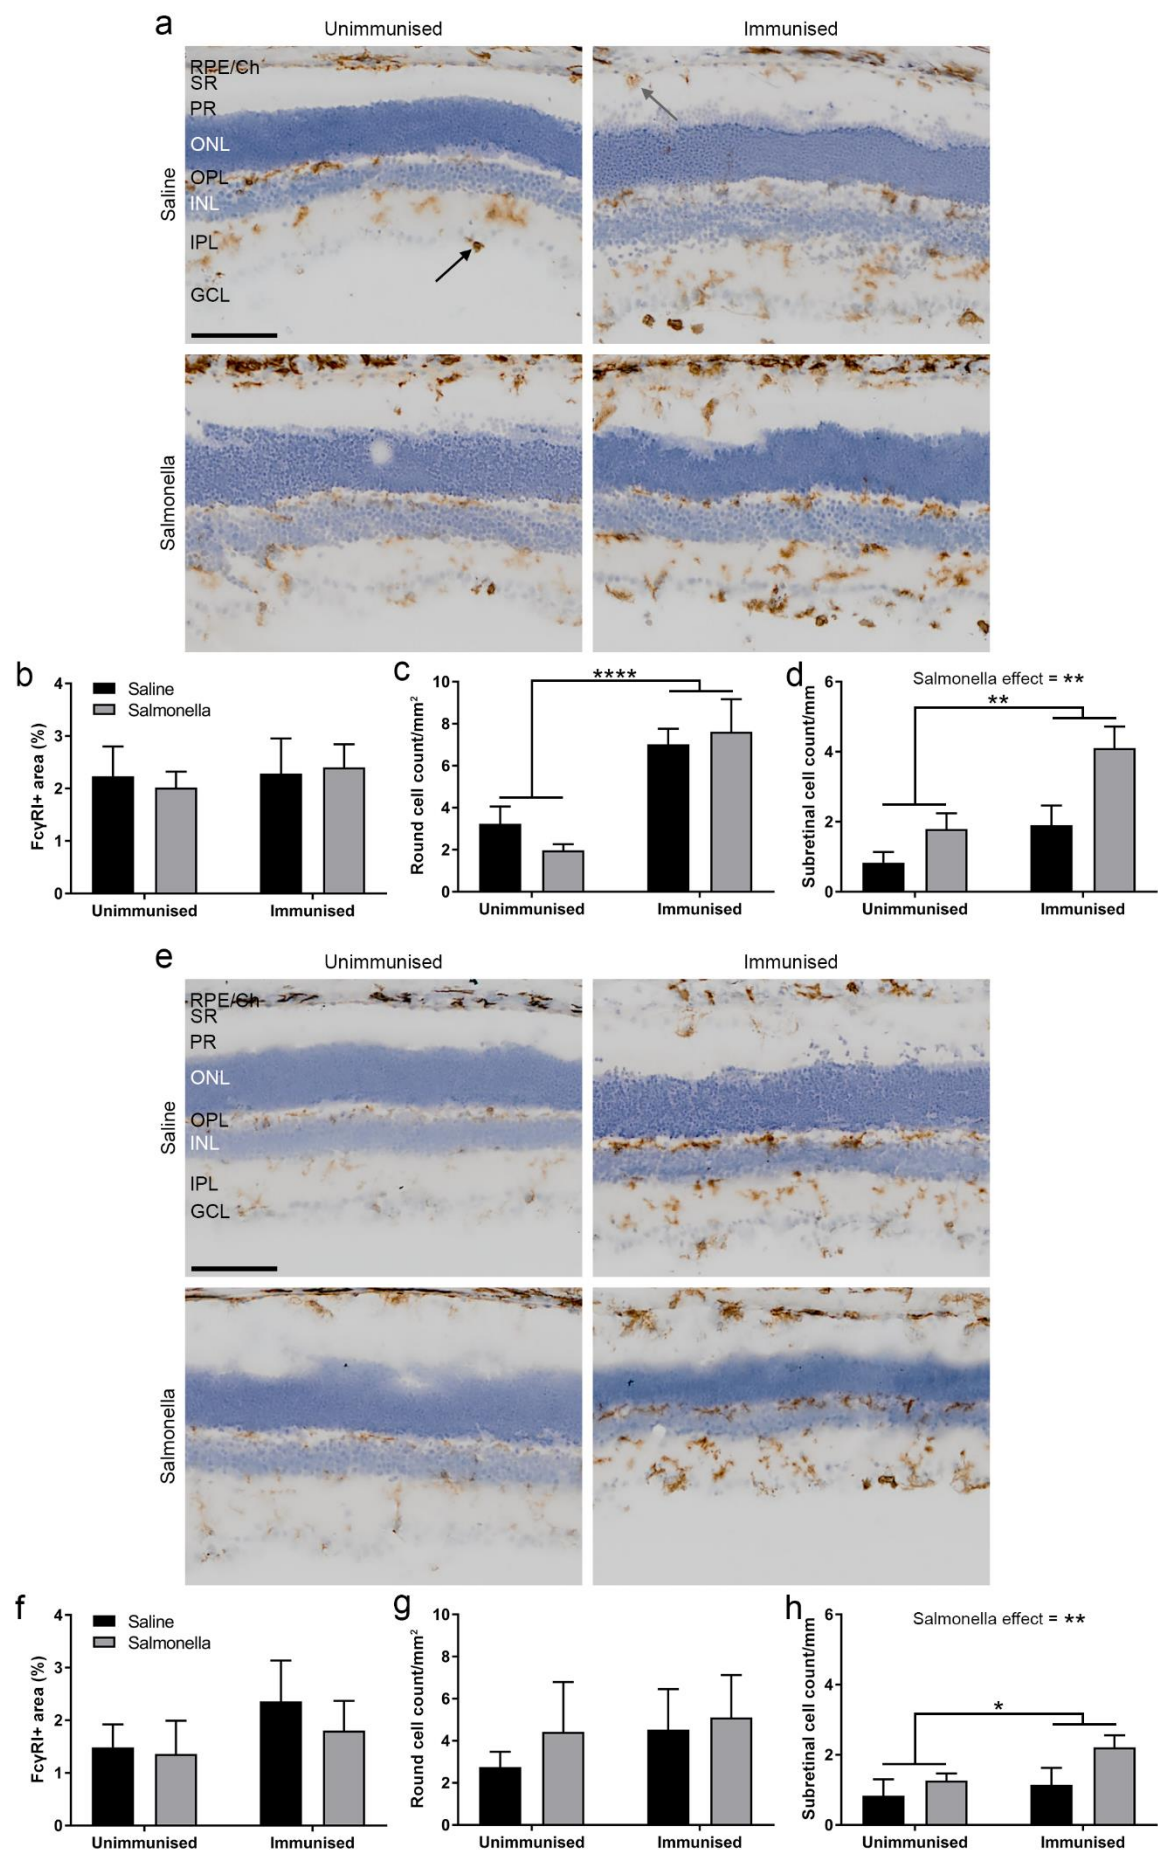 a
Unimmunised
Immunised
Saline
RPE/Ch
SR
PR
ONL
OPL
INL
IPL
GCL
Salmonella
b
FcγRI+ area (%)
4
3
2
1
0
Saline
Salmonella
Unimmunised
Immunised
c
Round cell count/mm²
10
8
6
4
2
0
****
Unimmunised
Immunised
d
Subretinal cell count/mm
6
4
2
0
Salmonella effect = **
**
Unimmunised
Immunised
e
Unimmunised
Immunised
Saline
RPE/Ch
SR
PR
ONL
OPL
INL
IPL
GCL
Salmonella
f
FcγRI+ area (%)
4
3
2
1
0
Saline
Salmonella
Unimmunised
Immunised
g
Round cell count/mm²
10
8
6
4
2
0
Unimmunised
Immunised
h
Subretinal cell count/mm
6
4
2
0
Salmonella effect = **
*
Unimmunised
Immunised